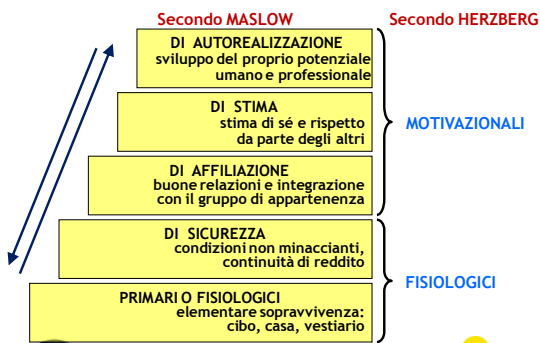 Secondo MASLOW
Secondo HERZBERG
DI AUTOREALIZZAZIONE
sviluppo del proprio potenziale
umano e professionale
DI STIMA
stima di sé e rispetto
da parte degli altri
MOTIVAZIONALI
DI AFFILIAZIONE
buone relazioni e integrazione
con il gruppo di appartenenza
DI SICUREZZA
condizioni non minaccianti,
continuità di reddito
FISIOLOGICI
PRIMARI O FISIOLOGICI
elementare sopravvivenza:
cibo, casa, vestiario